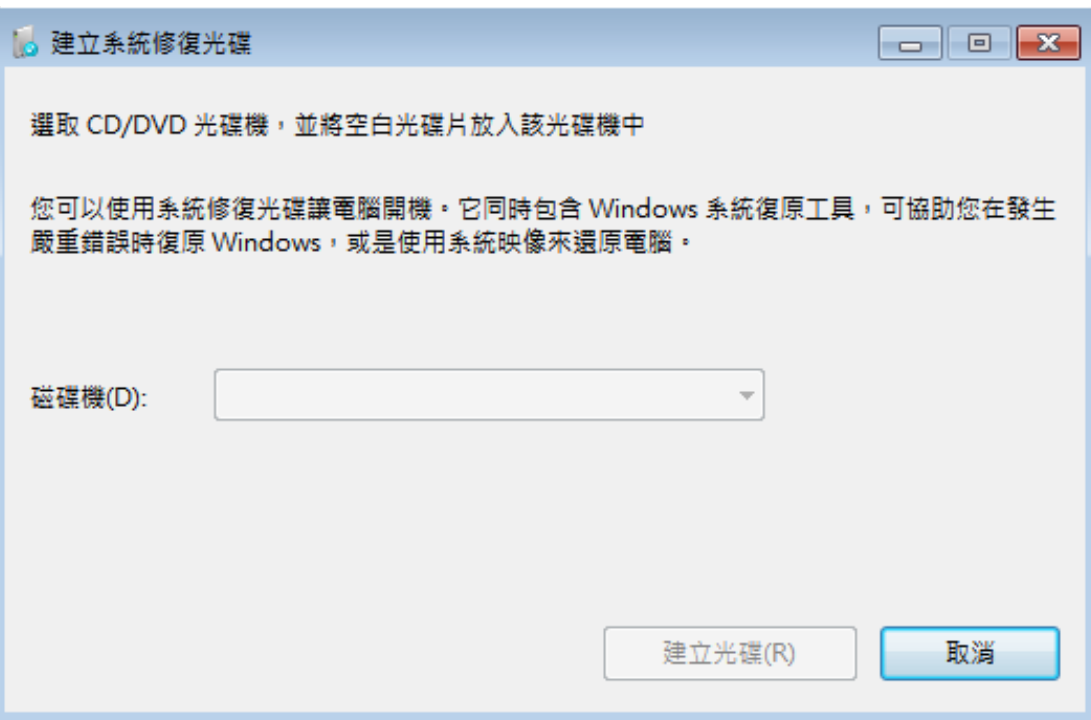 建立系統修復光碟
選取 CD/DVD 光碟機，並將空白光碟片放入該光碟機中
您可以使用系統修復光碟讓電腦開機。它同時包含 Windows 系統復原工具，可協助您在發生
嚴重錯誤時復原 Windows，或是使用系統映像來還原電腦。
磁碟機(D):
建立光碟(R)
取消